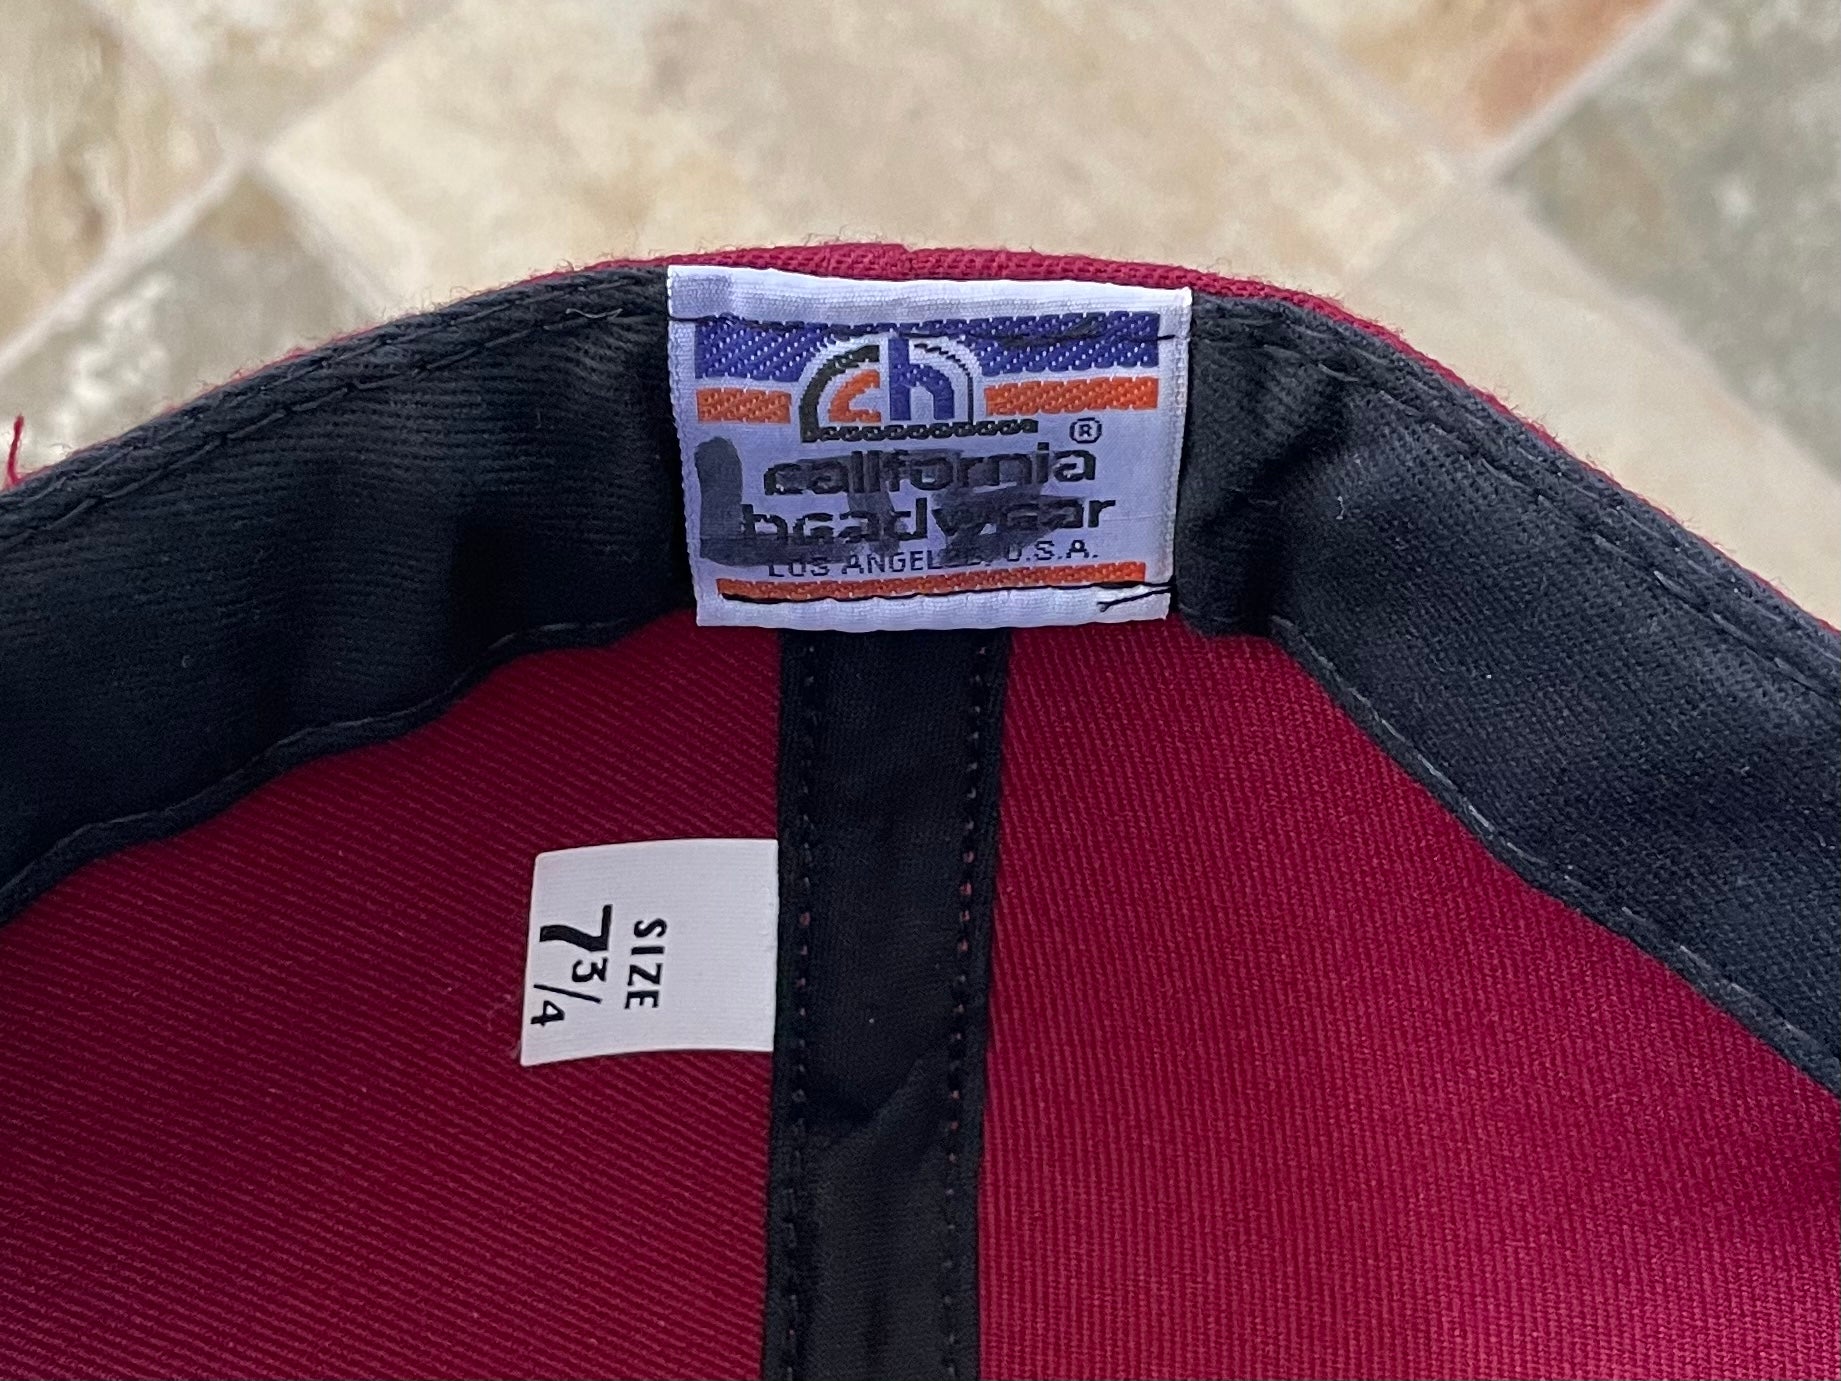 ch
®
california
headwear
LOS ANGELES, U.S.A.
SIZE
7 3/4